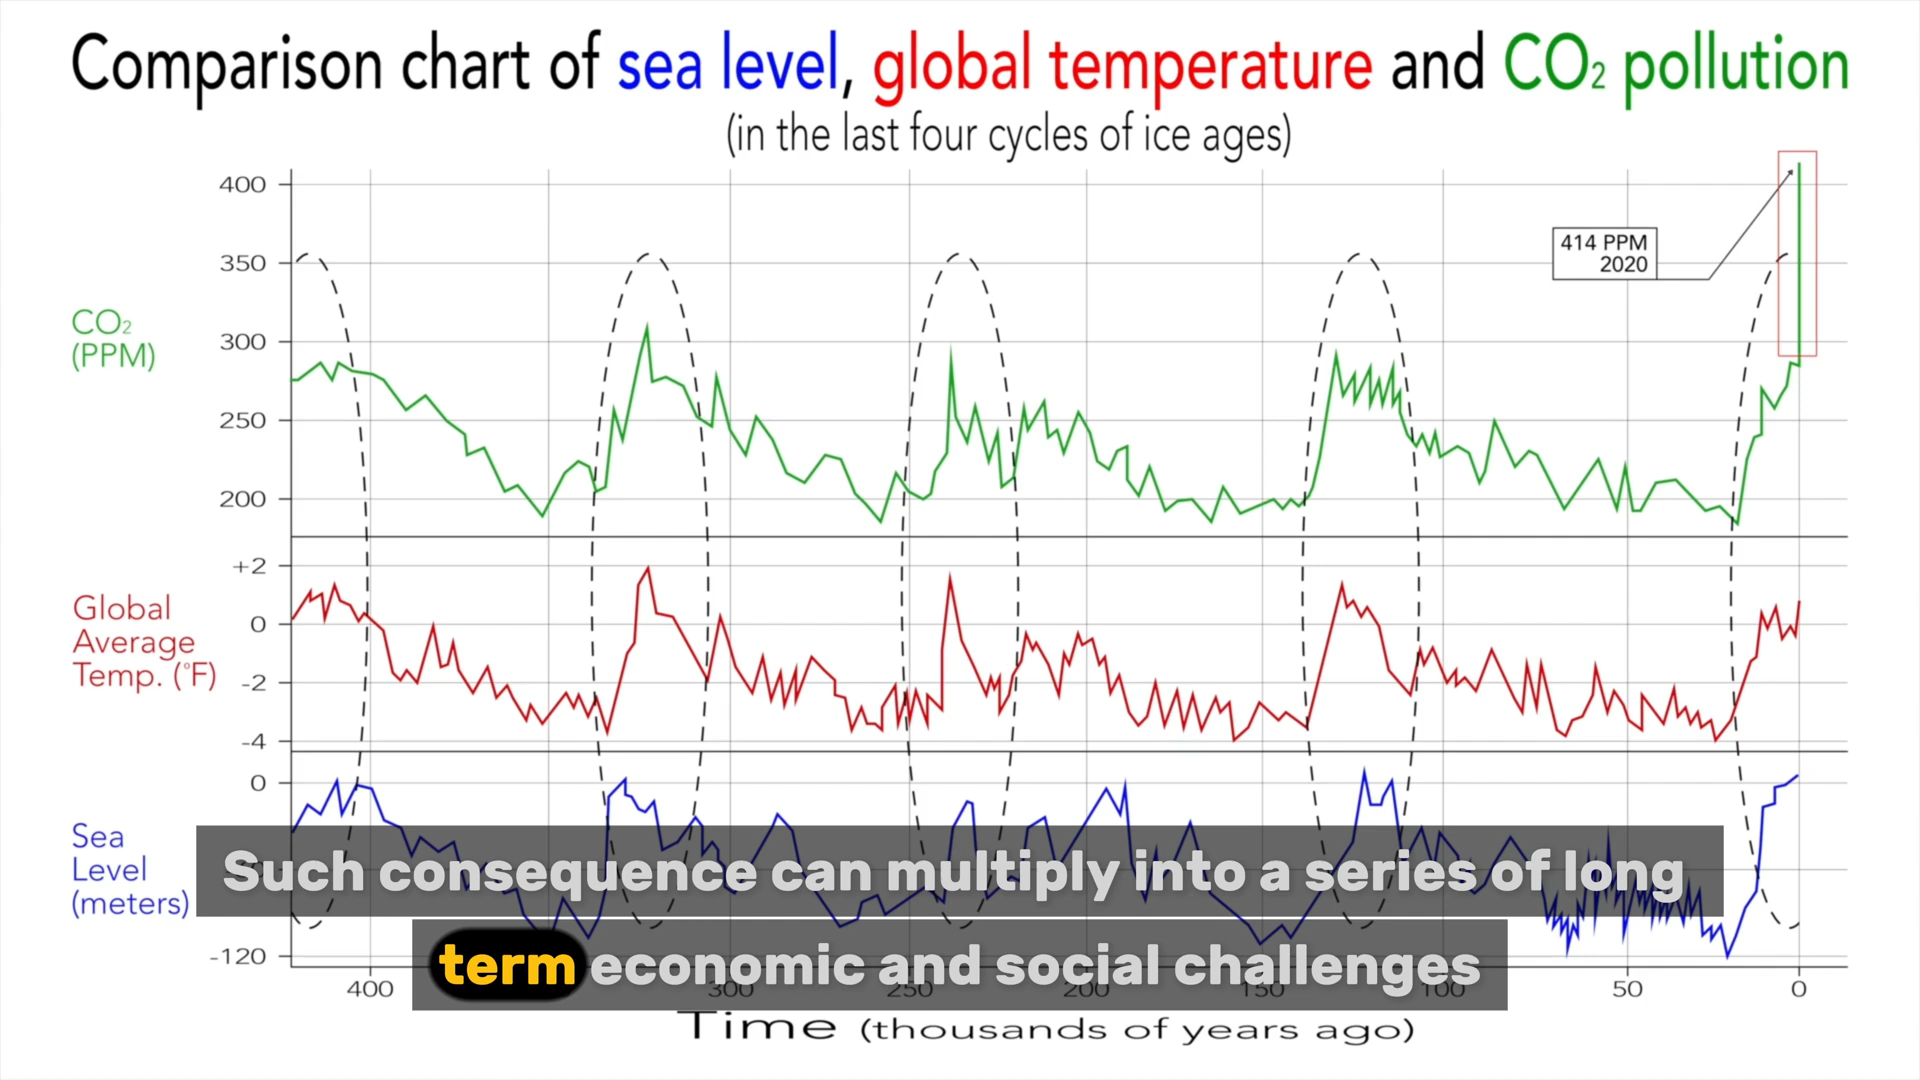 Comparison chart of sea level, global temperature and CO₂ pollution
(in the last four cycles of ice ages)
400
350
300
250
200
CO₂
(PPM)
414 PPM
2020
+2
0
-2
-4
Global
Average
Temp. (°F)
0
-120
Sea
Level
(meters)
Such consequence can multiply into a series of long
term economic and social challenges
400
300
250
200
150
100
50
0
Time (thousands of years ago)